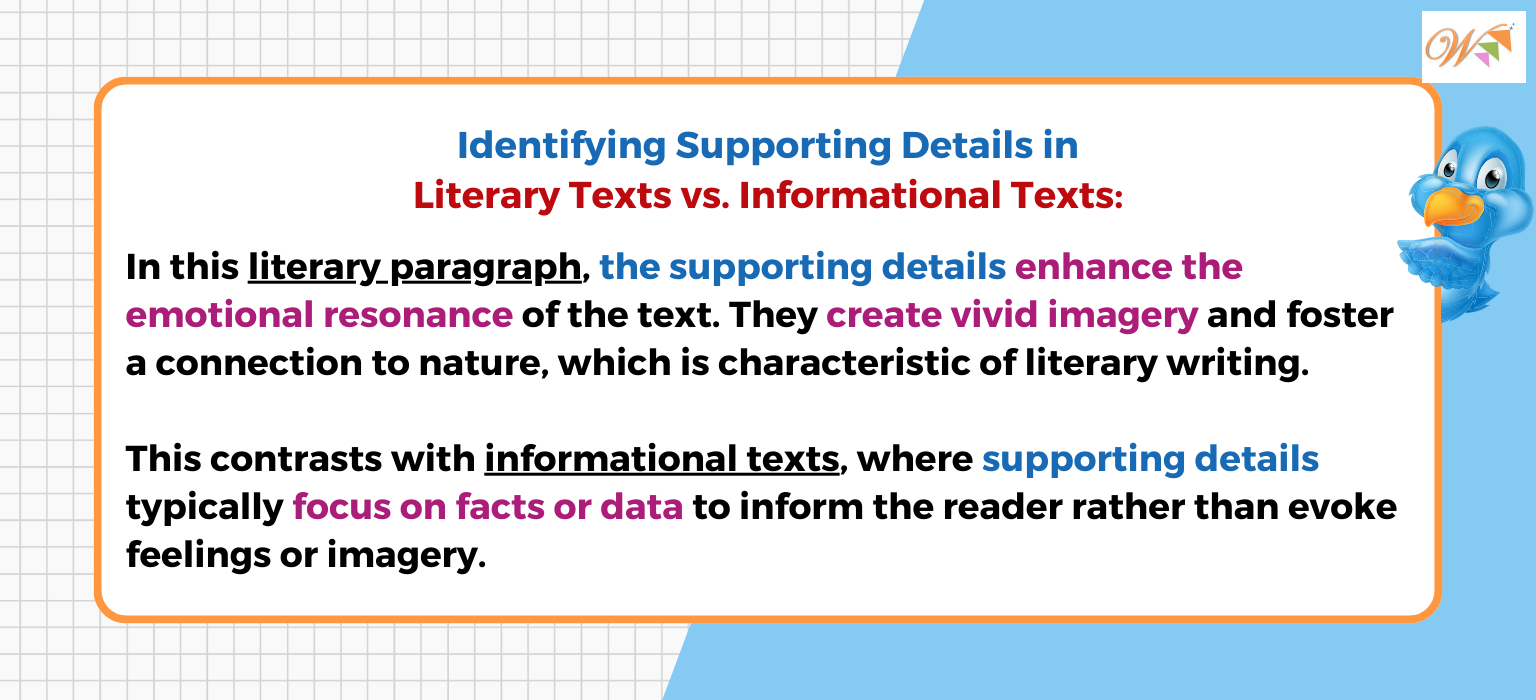 OW
Identifying Supporting Details in
Literary Texts vs. Informational Texts:
In this literary paragraph, the supporting details enhance the
emotional resonance of the text. They create vivid imagery and foster
a connection to nature, which is characteristic of literary writing.
This contrasts with informational texts, where supporting details
typically focus on facts or data to inform the reader rather than evoke
feelings or imagery.